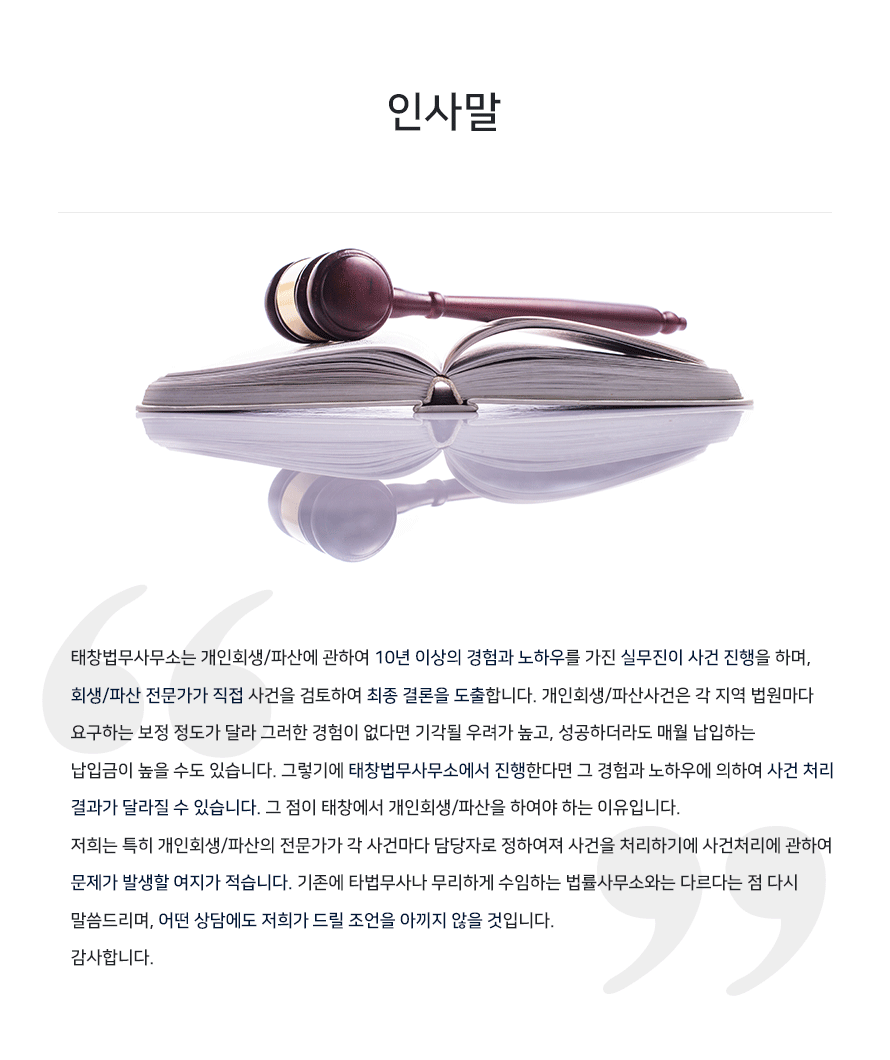 인사말
태창법무사무소는 개인회생/파산에 관하여 10년 이상의 경험과 노하우를 가진 실무진이 사건 진행을 하며,
회생/파산 전문가가 직접 사건을 검토하여 최종 결론을 도출합니다. 개인회생/파산사건은 각 지역 법원마다
요구하는 보정 정도가 달라 그러한 경험이 없다면 기각될 우려가 높고, 성공하더라도 매월 납입하는
납입금이 높을 수도 있습니다. 그렇기에 태창법무사무소에서 진행한다면 그 경험과 노하우에 의하여 사건 처리
결과가 달라질 수 있습니다. 그 점이 태창에서 개인회생/파산을 하여야 하는 이유입니다.
저희는 특히 개인회생/파산의 전문가가 각 사건마다 담당자로 정하여져 사건을 처리하기에 사건처리에 관하여
문제가 발생할 여지가 적습니다. 기존에 타법무사나 무리하게 수임하는 법률사무소와는 다르다는 점 다시
말씀드리며, 어떤 상담에도 저희가 드릴 조언을 아끼지 않을 것입니다.
감사합니다.